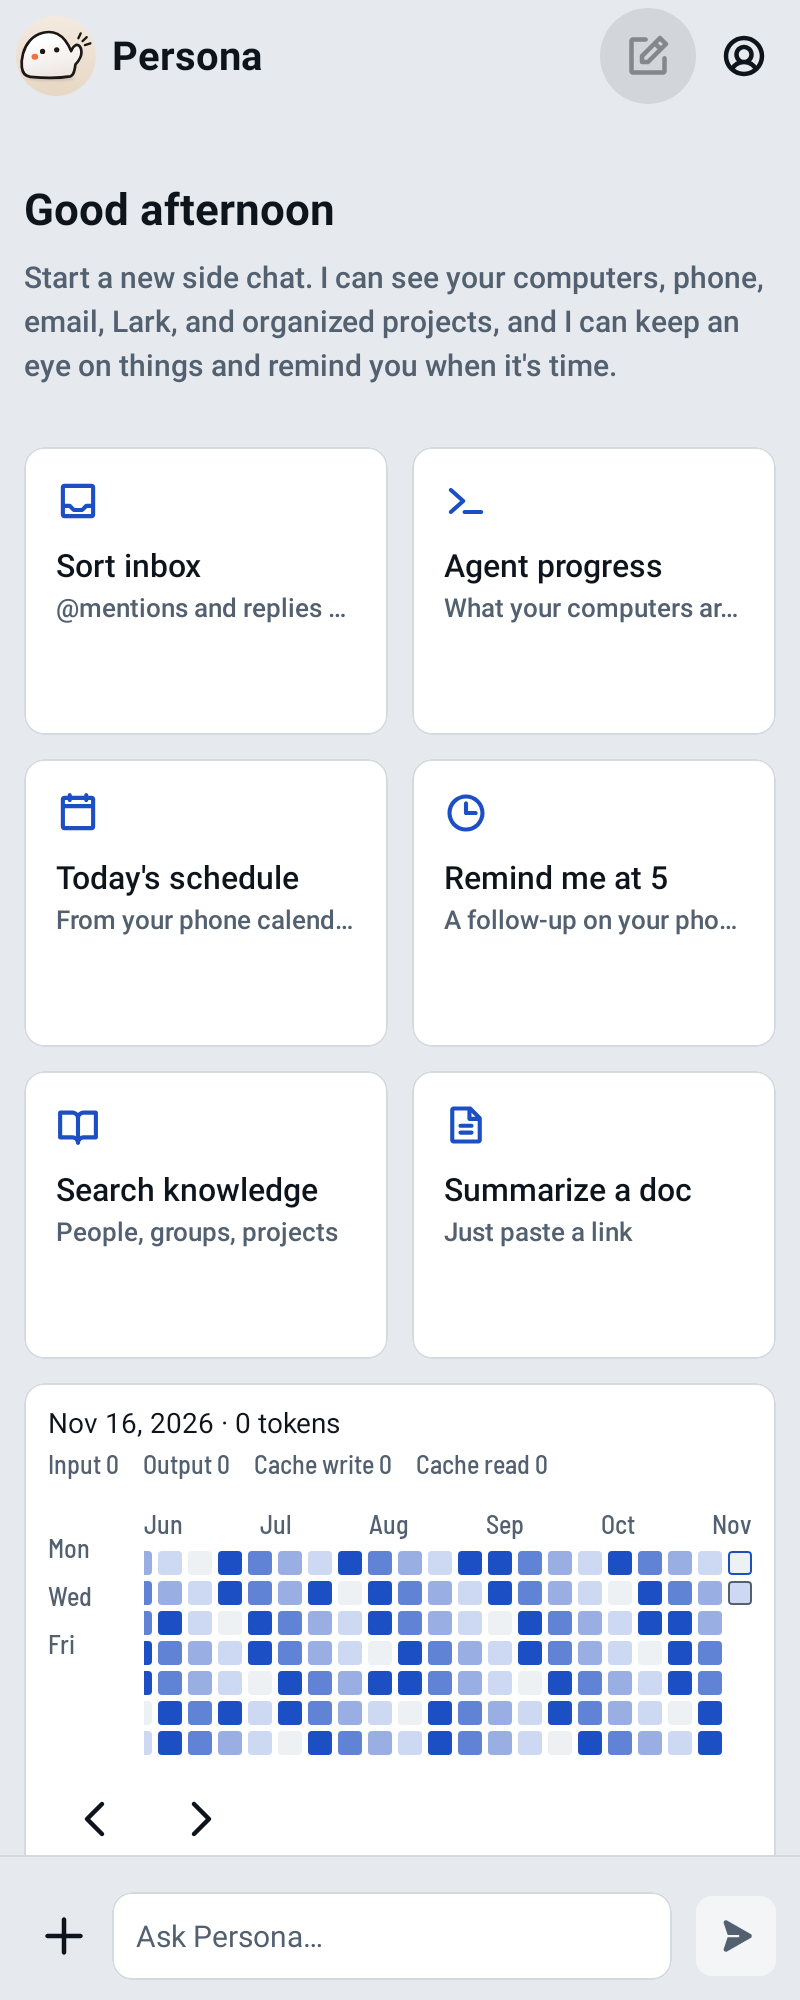 Persona
Good afternoon
Start a new side chat. I can see your computers, phone,
email, Lark, and organized projects, and I can keep an
eye on things and remind you when it's time.
Sort inbox
@mentions and replies ...
Agent progress
What your computers ar...
Today's schedule
From your phone calend...
Remind me at 5
A follow-up on your pho...
Search knowledge
People, groups, projects
Summarize a doc
Just paste a link
Nov 16, 2026 · 0 tokens
Input 0 Output 0 Cache write 0 Cache read 0
Jun Jul Aug Sep Oct Nov
Mon
Wed
Fri
Ask Persona...